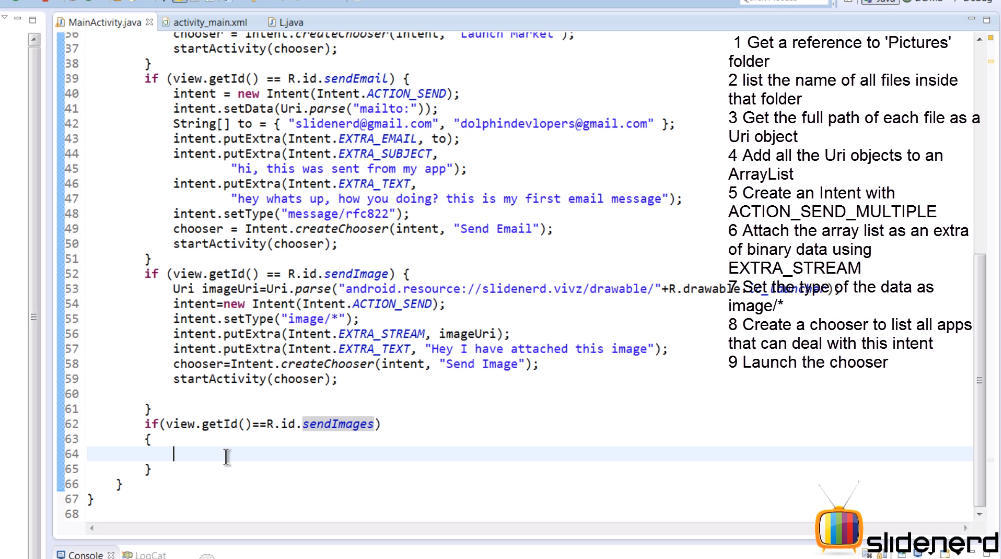 MainActivity.java
activity_main.xml
L.java
Java
Debug
36 chooser = Intent.createChooser(intent, "Launch Market");
37 startActivity(chooser);
38 }
39 if (view.getId() == R.id.sendEmail) {
40 intent = new Intent(Intent.ACTION_SEND);
41 intent.setData(Uri.parse("mailto:"));
42 String[] to = { "slidenerd@gmail.com", "dolphindevlopers@gmail.com" };
43 intent.putExtra(Intent.EXTRA_EMAIL, to);
44 intent.putExtra(Intent.EXTRA_SUBJECT,
45 "hi, this was sent from my app");
46 intent.putExtra(Intent.EXTRA_TEXT,
47 "hey whats up, how you doing? this is my first email message");
48 intent.setType("message/rfc822");
49 chooser = Intent.createChooser(intent, "Send Email");
50 startActivity(chooser);
51 }
52 if (view.getId() == R.id.sendImage) {
53 Uri imageUri=Uri.parse("android.resource://slidenerd.vivz/drawable/"+R.drawable.
54 intent=new Intent(Intent.ACTION_SEND);
55 intent.setType("image/*");
56 intent.putExtra(Intent.EXTRA_STREAM, imageUri);
57 intent.putExtra(Intent.EXTRA_TEXT, "Hey I have attached this image");
58 chooser=Intent.createChooser(intent, "Send Image");
59 startActivity(chooser);
60
61 }
62 if(view.getId()==R.id.sendImages)
63 {
64
65 }
66 }
67 }
68
1 Get a reference to 'Pictures'
folder
2 list the name of all files inside
that folder
3 Get the full path of each file as a
Uri object
4 Add all the Uri objects to an
ArrayList
5 Create an Intent with
ACTION_SEND_MULTIPLE
6 Attach the array list as an extra
of binary data using
EXTRA_STREAM
7 Set the type of the data as
image/*
8 Create a chooser to list all apps
that can deal with this intent
9 Launch the chooser
Console
LogCat
slidenerd